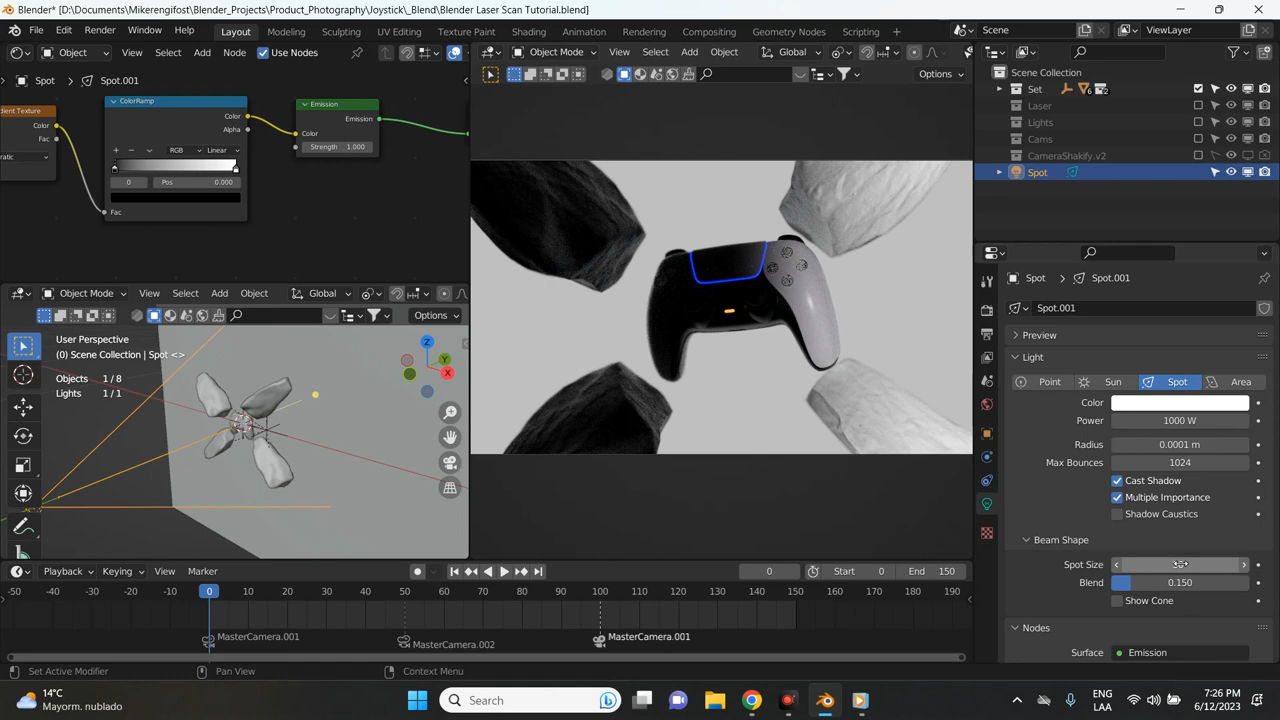 Blender* [D:\Documents\Mikerengifost\Blender_Projects\Product_Photography\Joystick\_Blend\Blender Laser Scan Tutorial.blend]
File Edit Render Window Help Layout Modeling Sculpting UV Editing Texture Paint Shading Animation Rendering Compositing Geometry Nodes Scripting + Scene ViewLayer
Object View Select Add Node Use Nodes
Object Mode View Select Add Object Global
Options
Spot > Spot.001
dient Texture
Color
Fac
atic
ColorRamp
Color
Alpha
RGB Linear
0 Pos 0.000
Fac
Emission
Emission
Color
Strength 1.000
Object Mode View Select Add Object Global
Options
User Perspective
(0) Scene Collection | Spot <>
Objects 1 / 8
Lights 1 / 1
Z
Y
X
Scene Collection
Set 6 2
Laser
Lights
Cams
CameraShakify.v2
Spot
Spot > Spot.001
Spot.001
Preview
Light
Point Sun Spot Area
Color
Power 1000 W
Radius 0.0001 m
Max Bounces 1024
Cast Shadow
Multiple Importance
Shadow Caustics
Beam Shape
Spot Size
Blend 0.150
Show Cone
Nodes
Surface Emission
Playback Keying View Marker 0 Start 0 End 150
-50 -40 -30 -20 -10 0 10 20 30 40 50 60 70 80 90 100 110 120 130 140 150 160 170 180 190
MasterCamera.001 MasterCamera.002 MasterCamera.001
Set Active Modifier Pan View Context Menu
14°C
Mayorm. nublado
Search
ENG
LAA
7:26 PM
6/12/2023